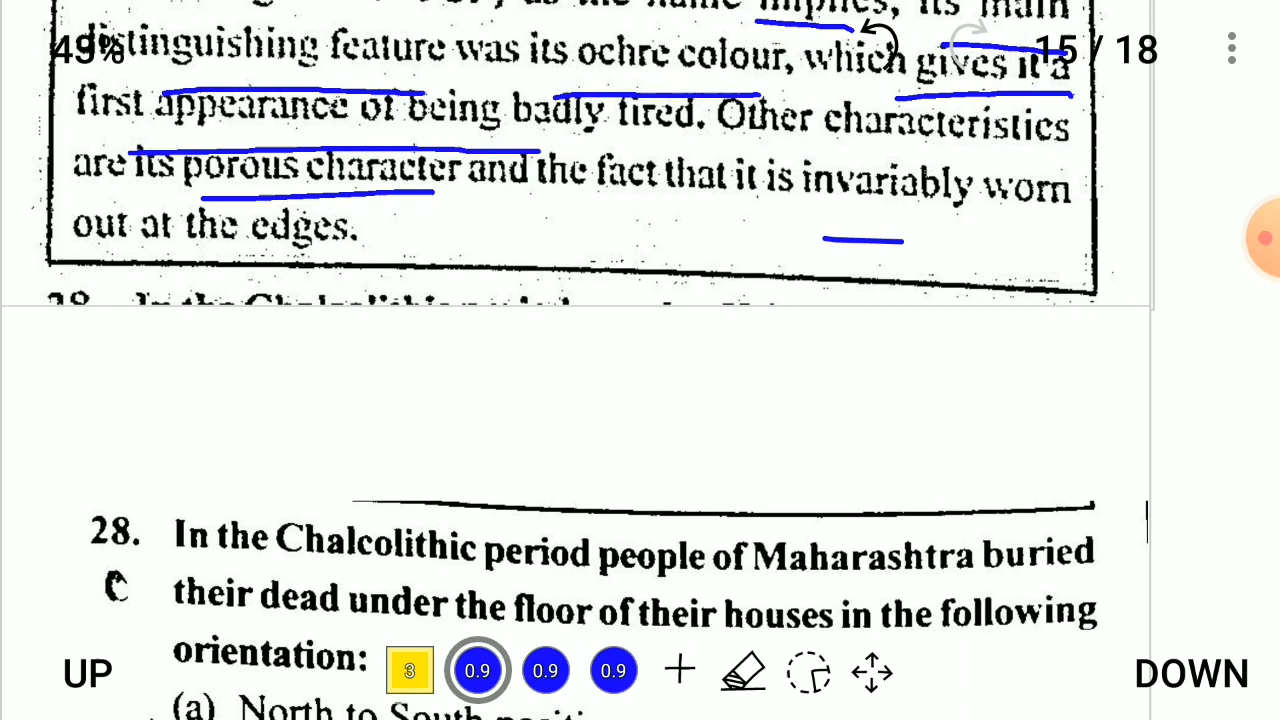 implies, its main
49%
15 / 18
distinguishing feature was its ochre colour, which gives it a
first appearance of being badly fired. Other characteristics
are its porous character and the fact that it is invariably worn
out at the edges.
28. In the Chalcolithic period people of Maharashtra buried
C their dead under the floor of their houses in the following
orientation:
3 0.9 0.9 0.9
UP
DOWN
(a) North to South